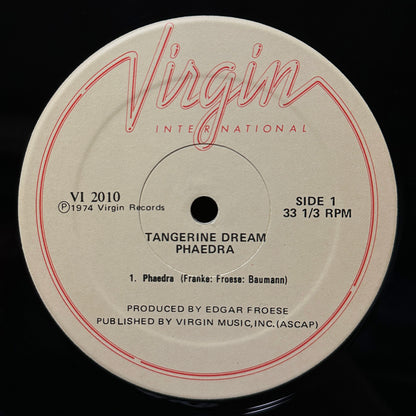 Virgin
INTERNATIONAL
VI 2010
Ⓟ1974 Virgin Records
SIDE 1
33 1/3 RPM
TANGERINE DREAM
PHAEDRA
1. Phaedra (Franke: Froese: Baumann)
PRODUCED BY EDGAR FROESE
PUBLISHED BY VIRGIN MUSIC, INC. (ASCAP)